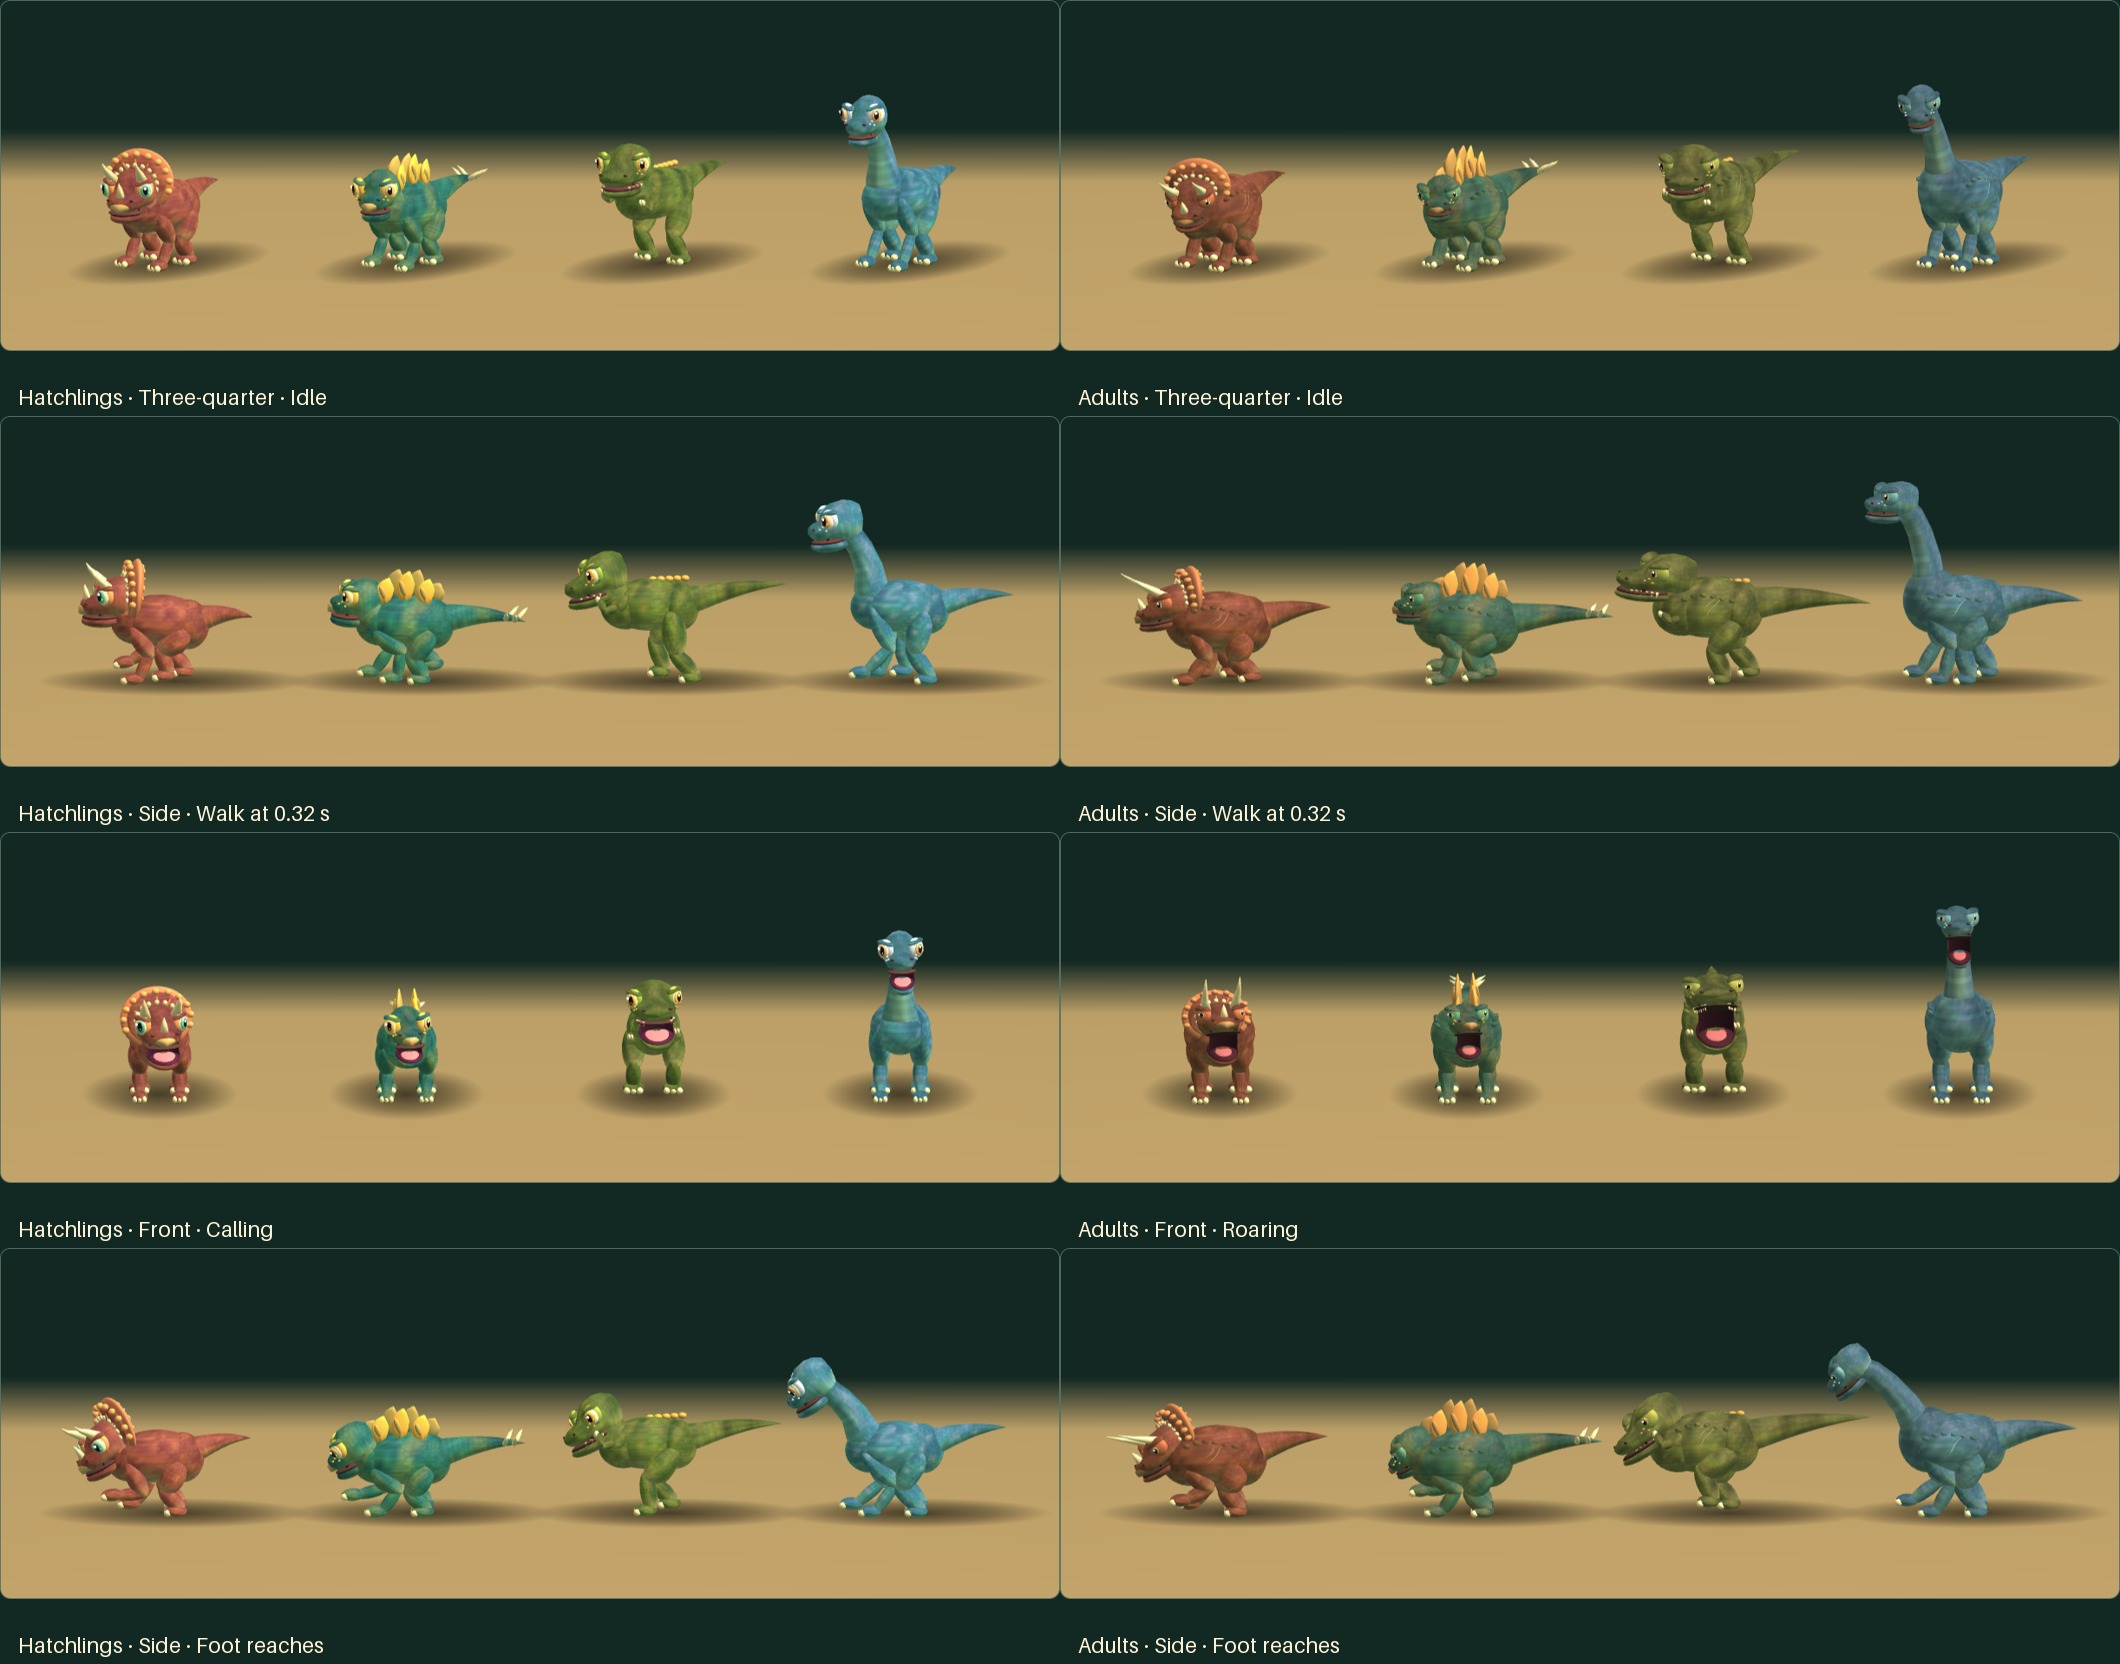 Hatchlings · Three-quarter · Idle
Adults · Three-quarter · Idle
Hatchlings · Side · Walk at 0.32 s
Adults · Side · Walk at 0.32 s
Hatchlings · Front · Calling
Adults · Front · Roaring
Hatchlings · Side · Foot reaches
Adults · Side · Foot reaches